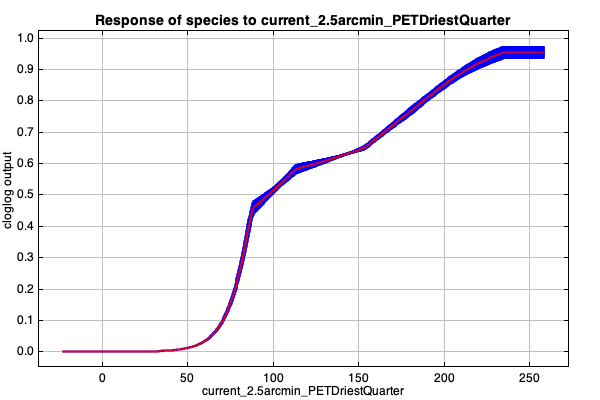 Response of species to current_2.5arcmin_PETDriestQuarter
1.0
0.9
0.8
0.7
0.6
0.5
0.4
0.3
0.2
0.1
0.0
cloglog output
0 50 100 150 200 250
current_2.5arcmin_PETDriestQuarter